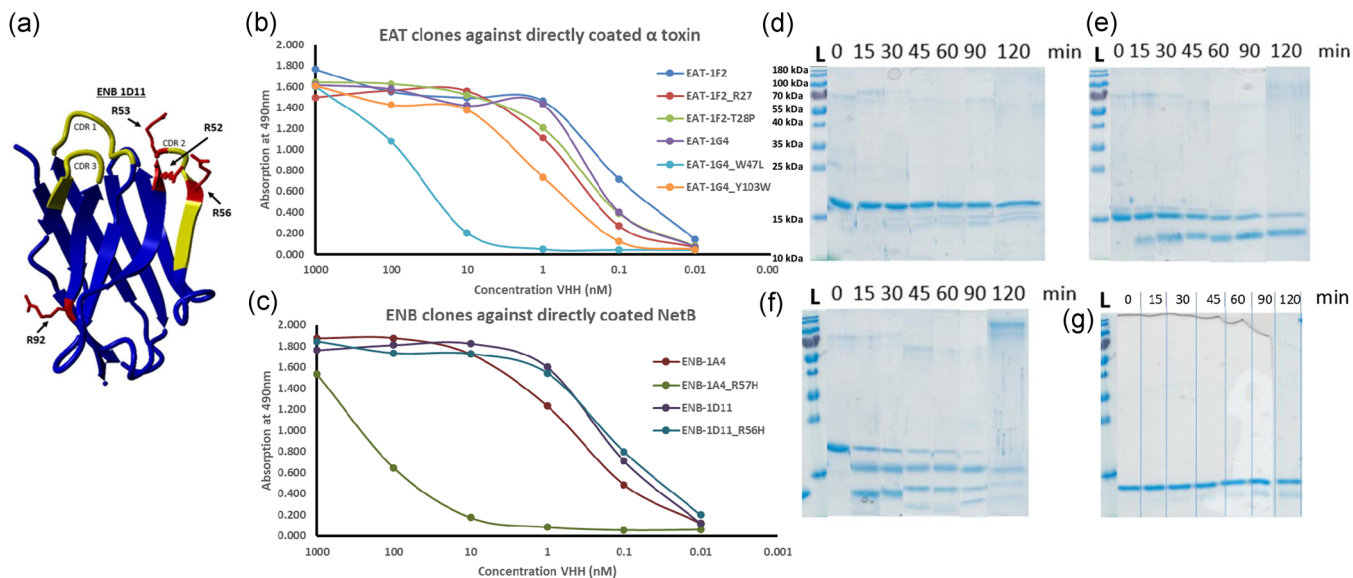 (a)
ENB 1D11
R53
CDR 1
CDR 2
R52
CDR 3
R56
R92
(b)
EAT clones against directly coated α toxin
Absorption at 490nm
2.000
1.800
1.600
1.400
1.200
1.000
0.800
0.600
0.400
0.200
0.000
1000 100 10 1 0.1 0.01 0.00
Concentration VHH (nM)
EAT-1F2
EAT-1F2_R27
EAT-1F2-T28P
EAT-1G4
EAT-1G4_W47L
EAT-1G4_Y103W
(c)
ENB clones against directly coated NetB
Absorption at 490nm
2.000
1.800
1.600
1.400
1.200
1.000
0.800
0.600
0.400
0.200
0.000
1000 100 10 1 0.1 0.01 0.001
Concentration VHH (nM)
ENB-1A4
ENB-1A4_R57H
ENB-1D11
ENB-1D11_R56H
(d)
L 0 15 30 45 60 90 120 min
180 kDa
100 kDa
70 kDa
55 kDa
40 kDa
35 kDa
25 kDa
15 kDa
10 kDa
(e)
L 0 15 30 45 60 90 120 min
(f)
L 0 15 30 45 60 90 120 min
(g)
L 0 15 30 45 60 90 120 min